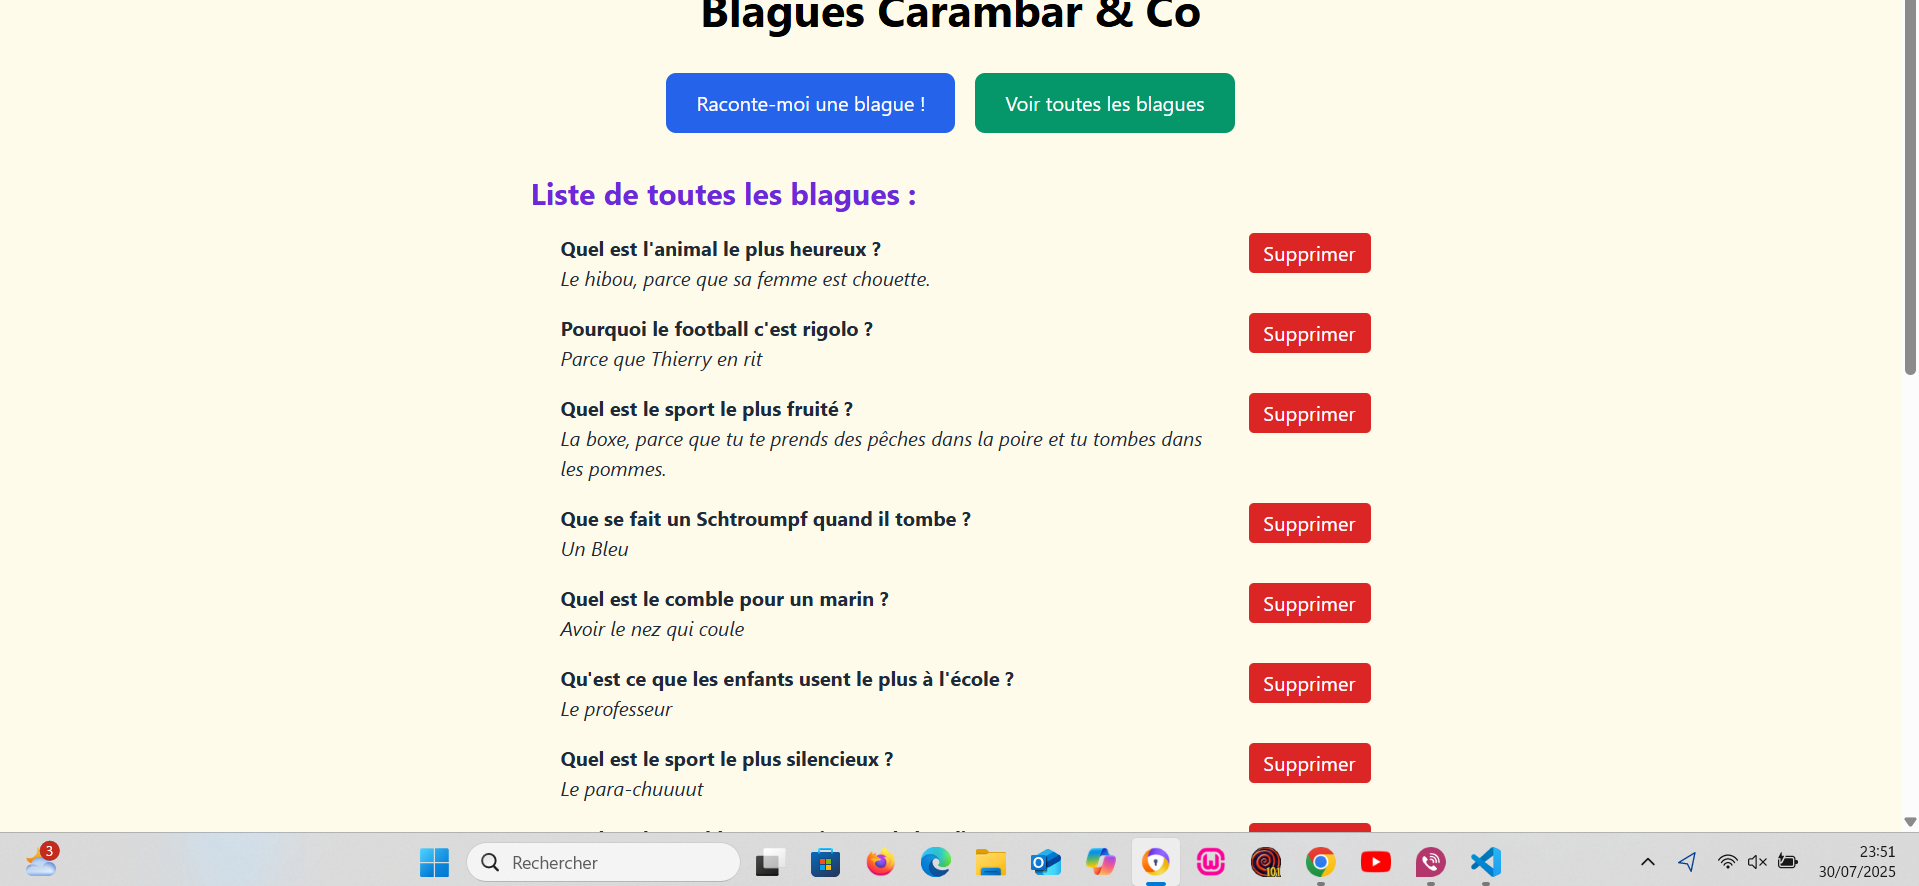 Blagues Carambar & Co
Raconte-moi une blague !
Voir toutes les blagues
Liste de toutes les blagues :
Quel est l'animal le plus heureux ?
Le hibou, parce que sa femme est chouette.
Supprimer
Pourquoi le football c'est rigolo ?
Parce que Thierry en rit
Supprimer
Quel est le sport le plus fruité ?
La boxe, parce que tu te prends des pêches dans la poire et tu tombes dans
les pommes.
Supprimer
Que se fait un Schtroumpf quand il tombe ?
Un Bleu
Supprimer
Quel est le comble pour un marin ?
Avoir le nez qui coule
Supprimer
Qu'est ce que les enfants usent le plus à l'école ?
Le professeur
Supprimer
Quel est le sport le plus silencieux ?
Le para-chuuuut
Supprimer
3
Rechercher
101
23:51
30/07/2025